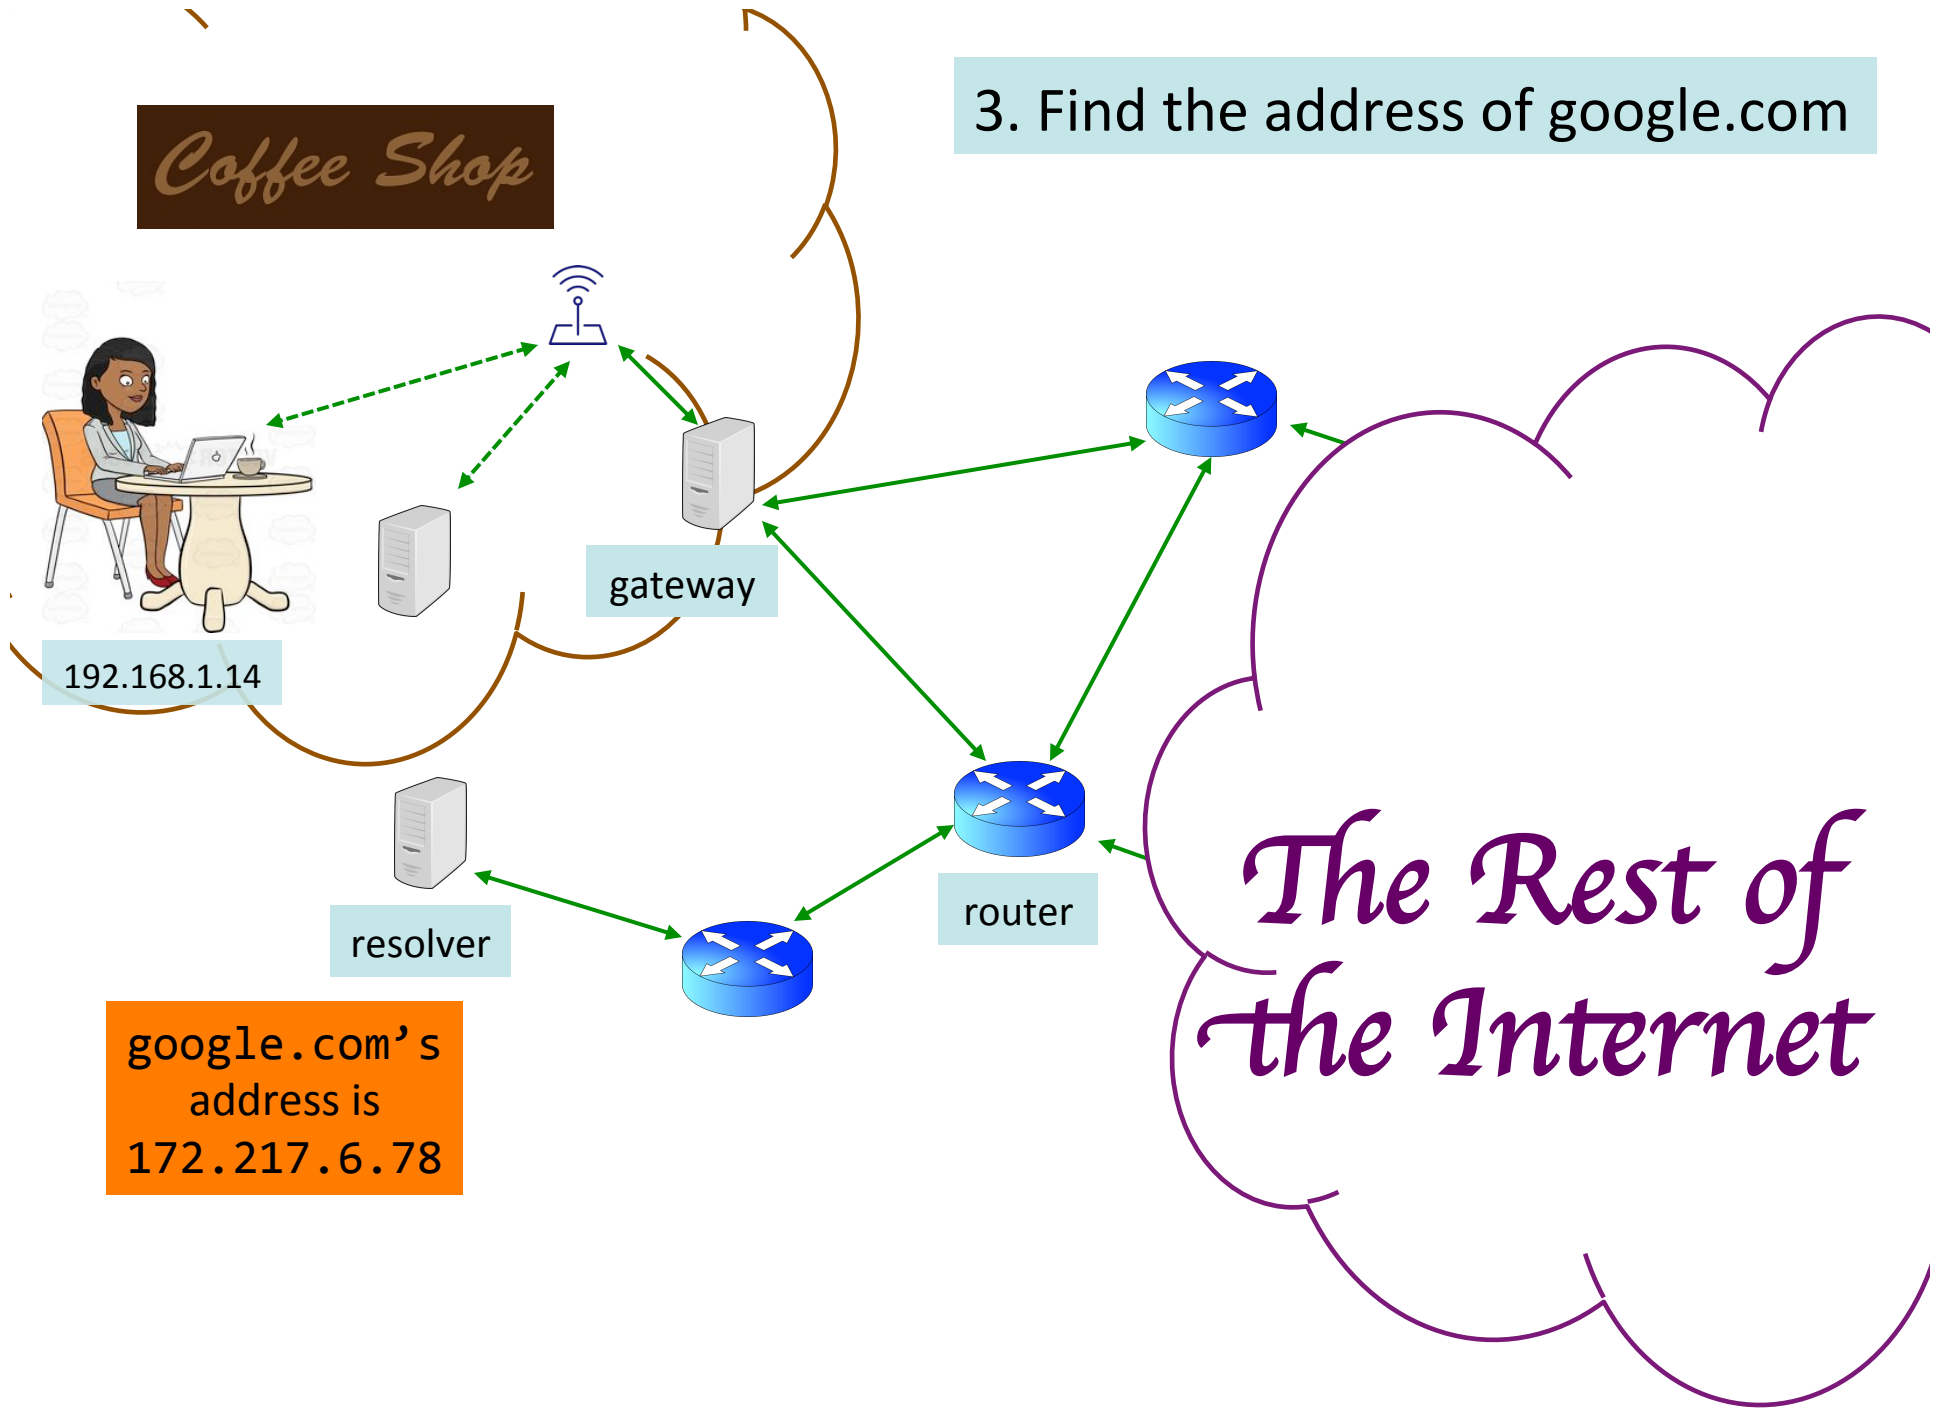 3. Find the address of google.com
Coffee Shop
gateway
192.168.1.14
router
resolver
The Rest of
the Internet
google.com’s
address is
172.217.6.78